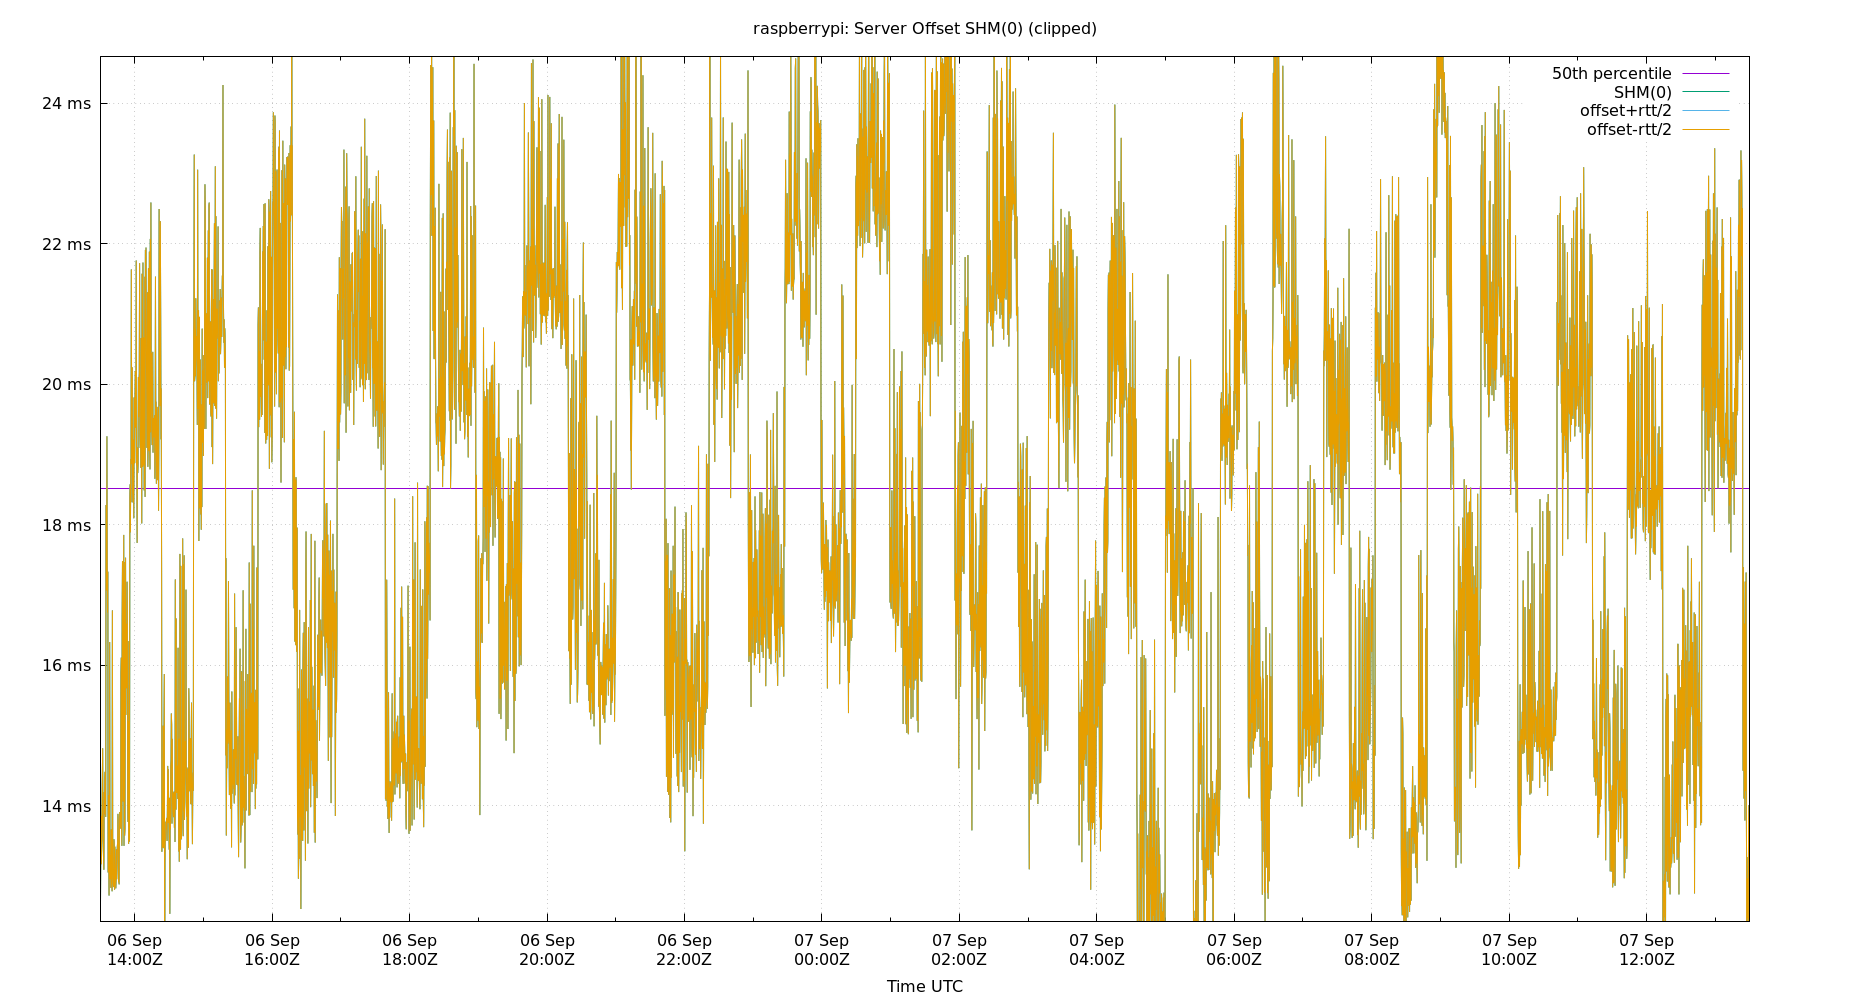 raspberrypi: Server Offset SHM(0) (clipped)
50th percentile
SHM(0)
offset+rtt/2
offset-rtt/2
24 ms
22 ms
20 ms
18 ms
16 ms
14 ms
06 Sep 06 Sep 06 Sep 06 Sep 06 Sep 07 Sep 07 Sep 07 Sep 07 Sep 07 Sep 07 Sep 07 Sep
14:00Z 16:00Z 18:00Z 20:00Z 22:00Z 00:00Z 02:00Z 04:00Z 06:00Z 08:00Z 10:00Z 12:00Z
Time UTC